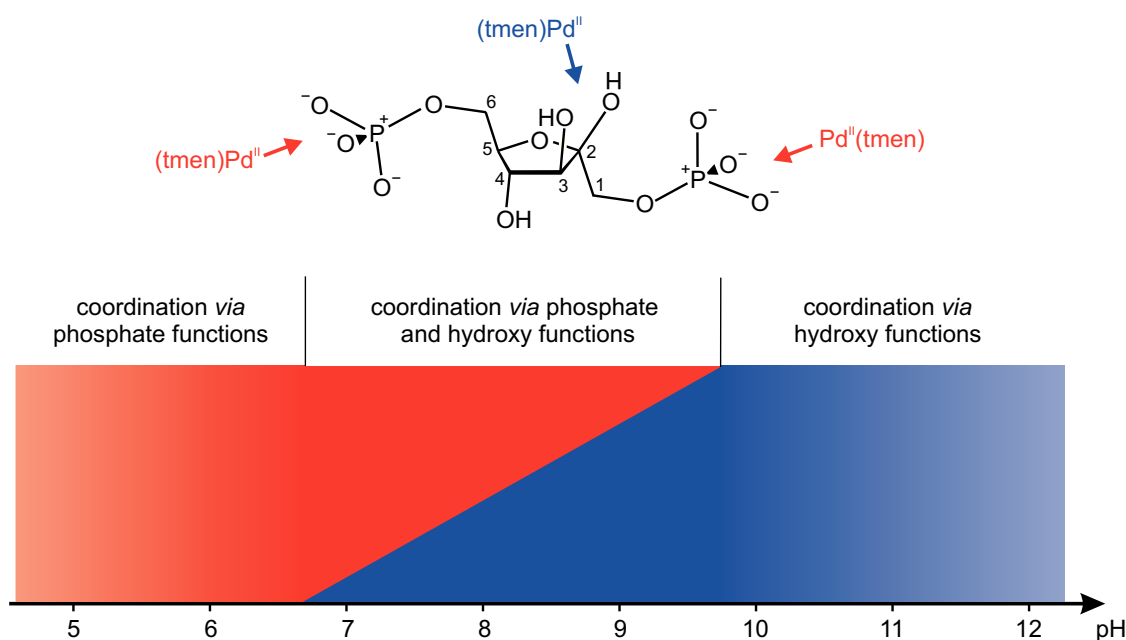 (tmen)Pd^II
H
⁻O O 6 HO O O⁻
⁻O P⁺ 5 O 2 ⁺P O⁻ Pd^II(tmen)
(tmen)Pd^II 4 3 1
O⁻ O O⁻
OH
coordination via
phosphate functions
coordination via phosphate
and hydroxy functions
coordination via
hydroxy functions
5 6 7 8 9 10 11 12 pH